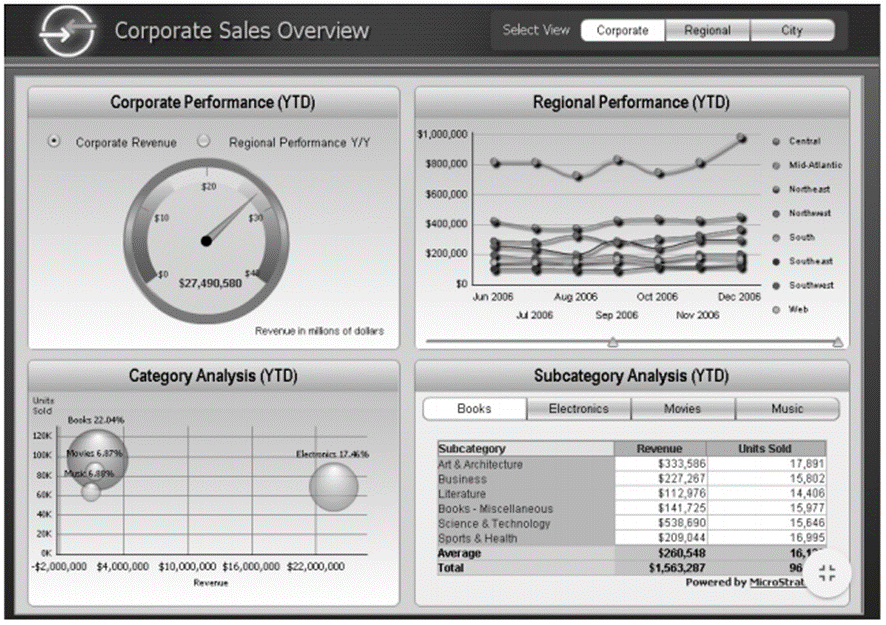 Corporate Sales Overview
Select View Corporate Regional City
Corporate Performance (YTD)
Corporate Revenue Regional Performance Y/Y
$20
$10 $30
$0
$27,490,580
Revenue in millions of dollars
Regional Performance (YTD)
$1,000,000
$800,000
$600,000
$400,000
$200,000
$0
Jun 2006 Aug 2006 Oct 2006 Dec 2006
Jul 2006 Sep 2006 Nov 2006
Central
Mid-Atlantic
Northeast
Northwest
South
Southeast
Southwest
Web
Category Analysis (YTD)
Units
Sold
Books 22.04%
120K
100K
Movies 6.87%
Electronics 17.46%
80K
Music 6.88%
60K
40K
20K
0K
-$2,000,000 $4,000,000 $10,000,000 $16,000,000 $22,000,000
Revenue
Subcategory Analysis (YTD)
Books Electronics Movies Music
Subcategory Revenue Units Sold
Art & Architecture $333,586 17,891
Business $227,267 15,802
Literature $112,976 14,406
Books - Miscellaneous $141,725 15,977
Science & Technology $538,690 15,646
Sports & Health $209,044 16,995
Average $260,548
Total $1,563,287
Powered by MicroStrat